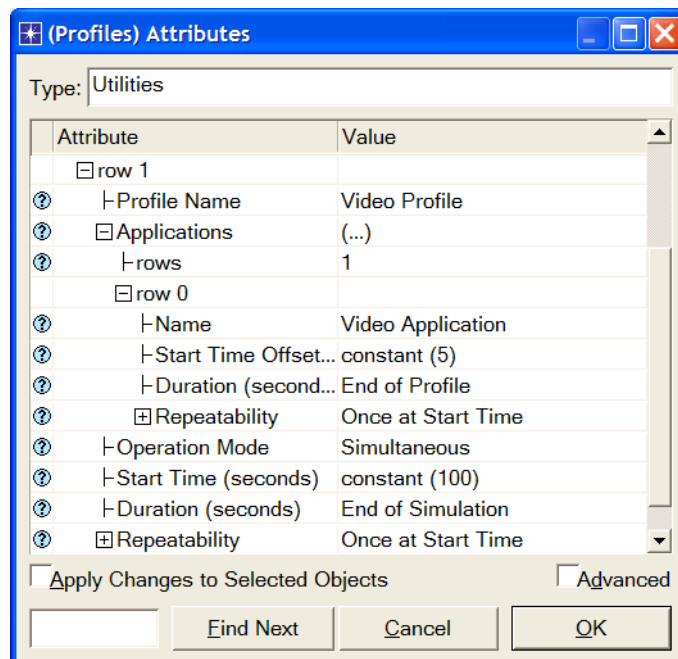 (Profiles) Attributes
Type: Utilities
Attribute Value
row 1
Profile Name Video Profile
Applications (...)
rows 1
row 0
Name Video Application
Start Time Offset... constant (5)
Duration (second... End of Profile
Repeatability Once at Start Time
Operation Mode Simultaneous
Start Time (seconds) constant (100)
Duration (seconds) End of Simulation
Repeatability Once at Start Time
Apply Changes to Selected Objects Advanced
Find Next Cancel OK